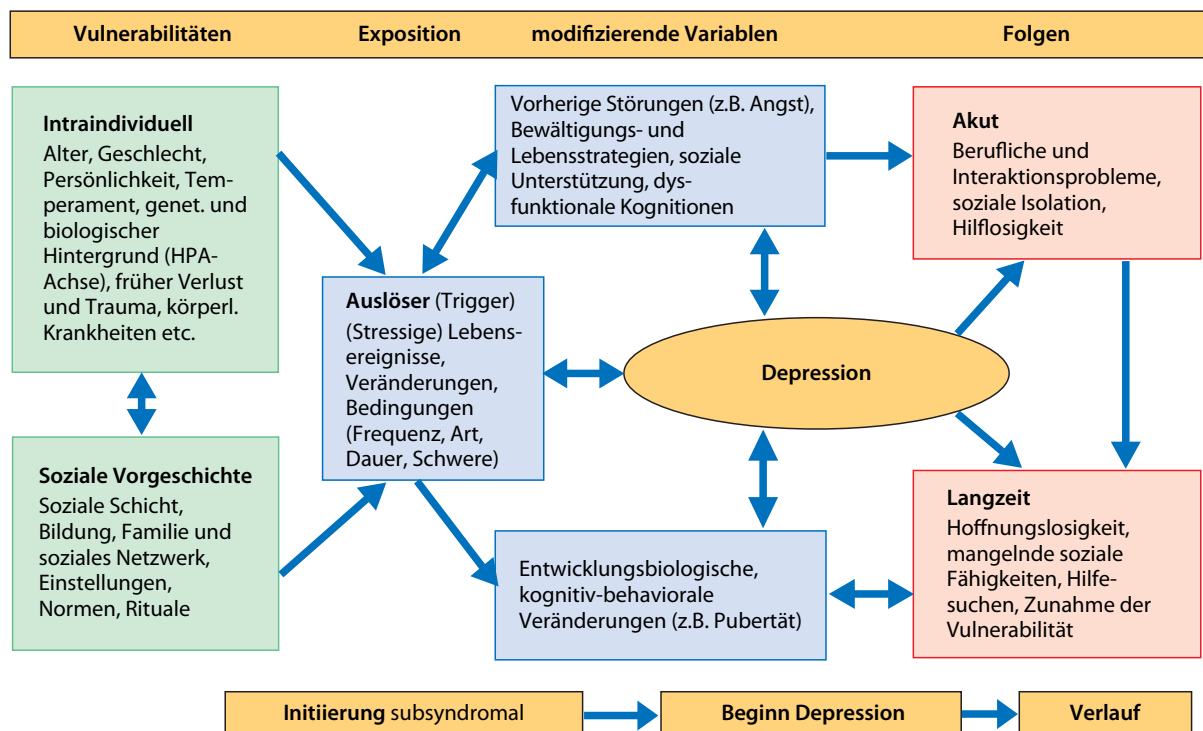 Vulnerabilitäten
Exposition
modifizierende Variablen
Folgen
Intraindividuell
Alter, Geschlecht,
Persönlichkeit, Tem-
perament, genet. und
biologischer
Hintergrund (HPA-
Achse), früher Verlust
und Trauma, körperl.
Krankheiten etc.
Soziale Vorgeschichte
Soziale Schicht,
Bildung, Familie und
soziales Netzwerk,
Einstellungen,
Normen, Rituale
Auslöser (Trigger)
(Stressige) Lebens-
ereignisse,
Veränderungen,
Bedingungen
(Frequenz, Art,
Dauer, Schwere)
Vorherige Störungen (z.B. Angst),
Bewältigungs- und
Lebensstrategien, soziale
Unterstützung, dys-
funktionale Kognitionen
Depression
Entwicklungsbiologische,
kognitiv-behaviorale
Veränderungen (z.B. Pubertät)
Akut
Berufliche und
Interaktionsprobleme,
soziale Isolation,
Hilflosigkeit
Langzeit
Hoffnungslosigkeit,
mangelnde soziale
Fähigkeiten, Hilfe-
suchen, Zunahme der
Vulnerabilität
Initiierung subsyndromal
Beginn Depression
Verlauf